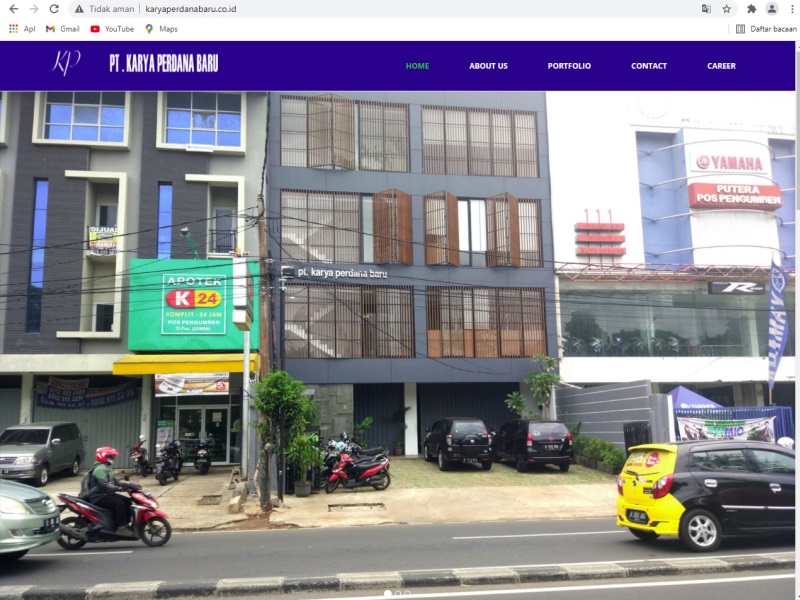 Tidak aman
karyaperdanabaru.co.id
Apl
Gmail
YouTube
Maps
Daftar bacaan
KP
PT . KARYA PERDANA BARU
HOME
ABOUT US
PORTFOLIO
CONTACT
CAREER
YAMAHA
PUTERA
POS PENGUMBEN
DIJUAL
pt. karya perdana baru
APOTEK
K 24
KOMPLIT - 24 JAM
POS PENGUMBEN
YAMAHA